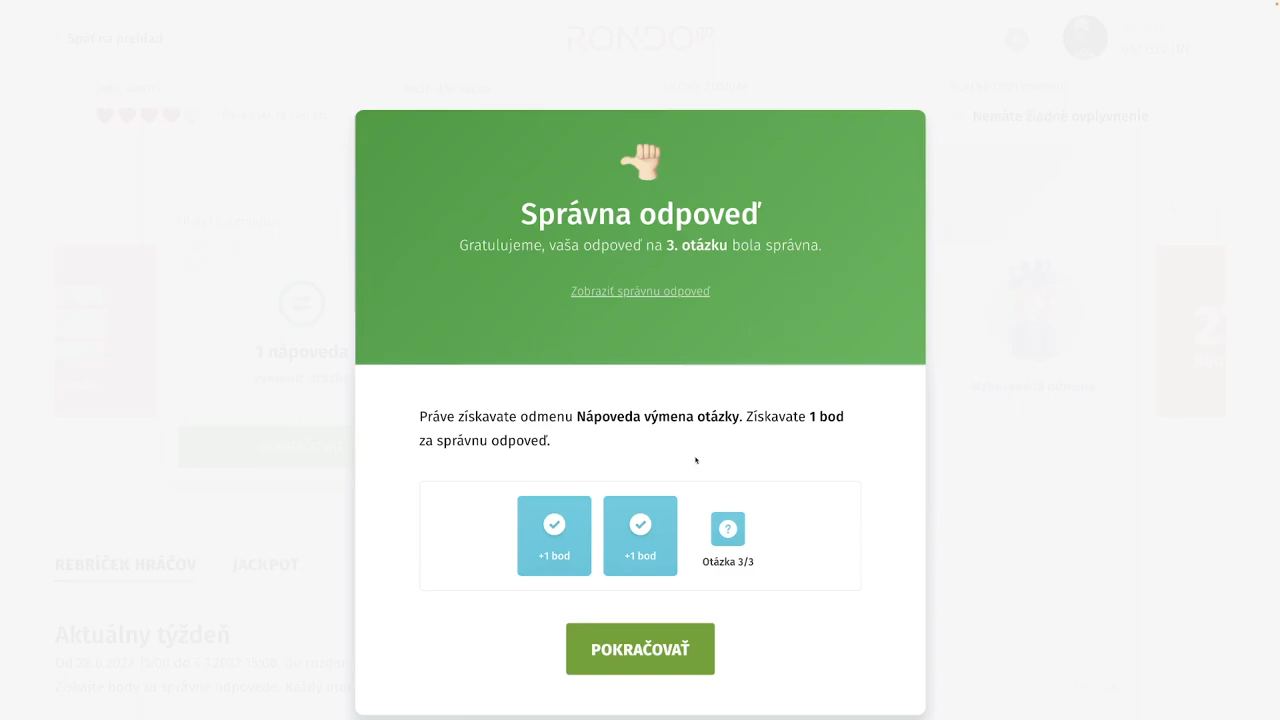 Späť na prehľad
RONDO
Nemáte žiadne ovplyvnenie
Správna odpoveď
Gratulujeme, vaša odpoveď na 3. otázku bola správna.
Zobraziť správnu odpoveď
1 nápoveda
Práve získavate odmenu Nápoveda výmena otázky. Získavate 1 bod
za správnu odpoveď.
+1 bod
+1 bod
Otázka 3/3
POKRAČOVAŤ
REBRÍČEK HRÁČOV
JACKPOT
Aktuálny týždeň